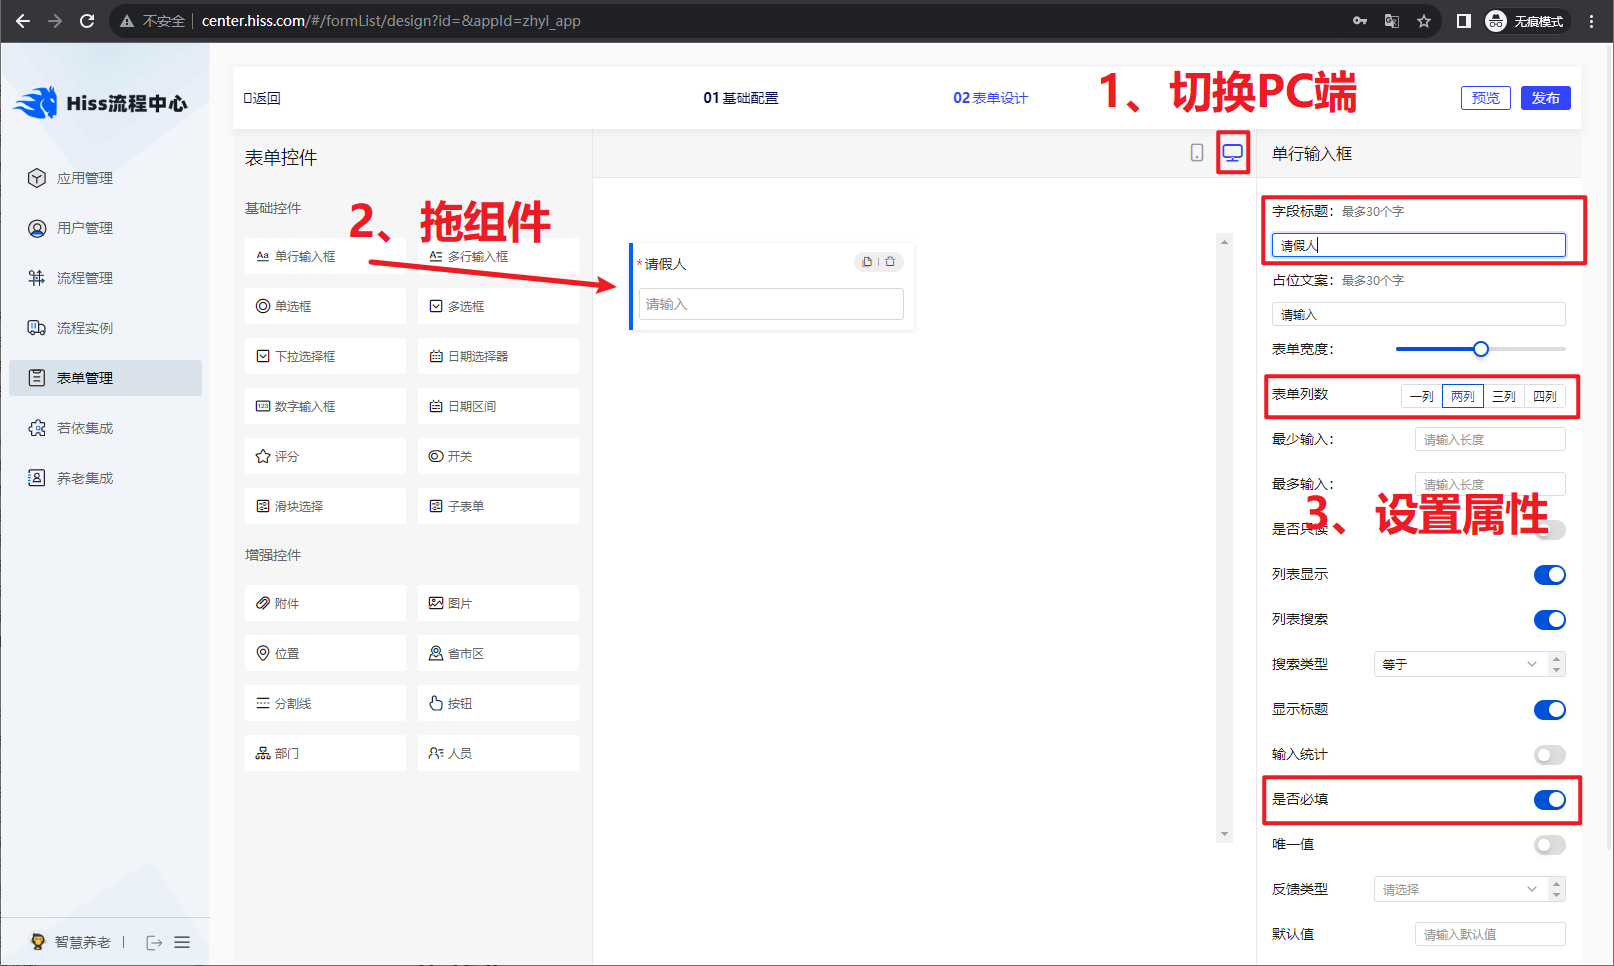 不安全 center.hiss.com/#/formList/design?id=&appId=zhyl_app
无痕模式
Hiss流程中心
应用管理
用户管理
流程管理
流程实例
表单管理
若依集成
养老集成
智慧养老
返回
01 基础配置
02 表单设计
1、切换PC端
预览
发布
表单控件
基础控件
2、拖组件
单行输入框
多行输入框
单选框
多选框
下拉选择框
日期选择器
数字输入框
日期区间
评分
开关
滑块选择
子表单
增强控件
附件
图片
位置
省市区
分割线
按钮
部门
人员
*请假人
请输入
单行输入框
字段标题： 最多30个字
请假人
占位文案： 最多30个字
请输入
表单宽度：
表单列数 一列 两列 三列 四列
最少输入： 请输入长度
最多输入： 请输入长度
3、设置属性
是否只读
列表显示
列表搜索
搜索类型 等于
显示标题
输入统计
是否必填
唯一值
反馈类型 请选择
默认值 请输入默认值